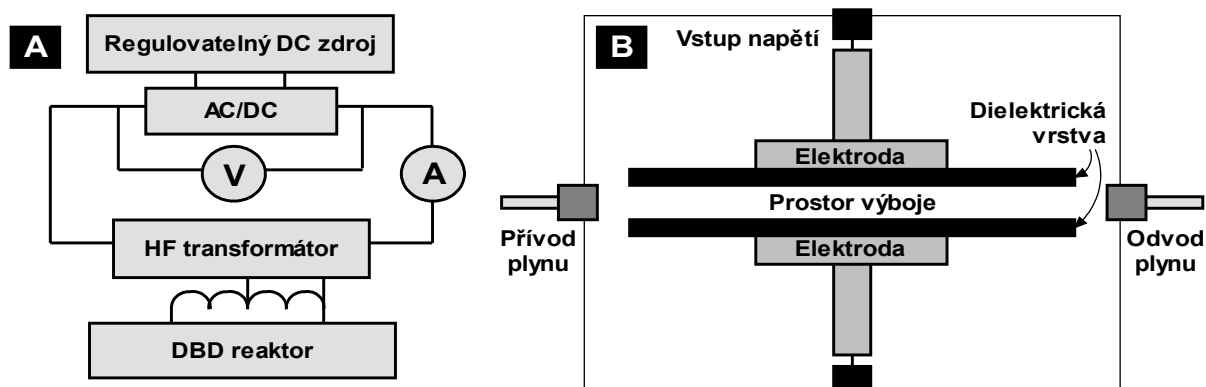 A
Regulovatelný DC zdroj
AC/DC
V
A
HF transformátor
DBD reaktor
B
Vstup napětí
Dielektrická
vrstva
Elektroda
Prostor výboje
Elektroda
Přívod
plynu
Odvod
plynu